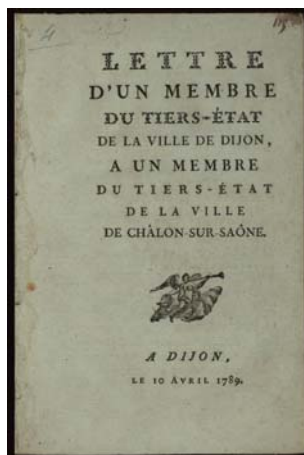 4
LETTRE
D'UN MEMBRE
DU TIERS-ÉTAT
DE LA VILLE DE DIJON,
A UN MEMBRE
DU TIERS-ÉTAT
DE LA VILLE
DE CHÂLON-SUR-SAÔNE.
A DIJON,
LE 10 AVRIL 1789.